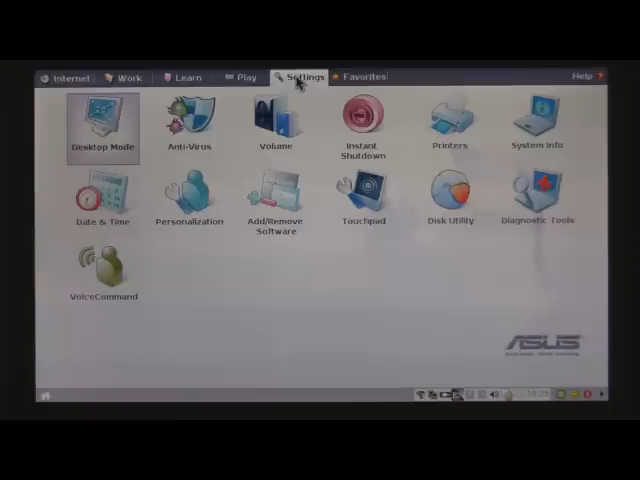 Internet
Work
Learn
Play
Settings
Favorites
Help ?
Desktop Mode
Anti-Virus
Volume
Instant
Shutdown
Printers
System Info
Date & Time
Personalization
Add/Remove
Software
Touchpad
Disk Utility
Diagnostic Tools
VoiceCommand
ASUS